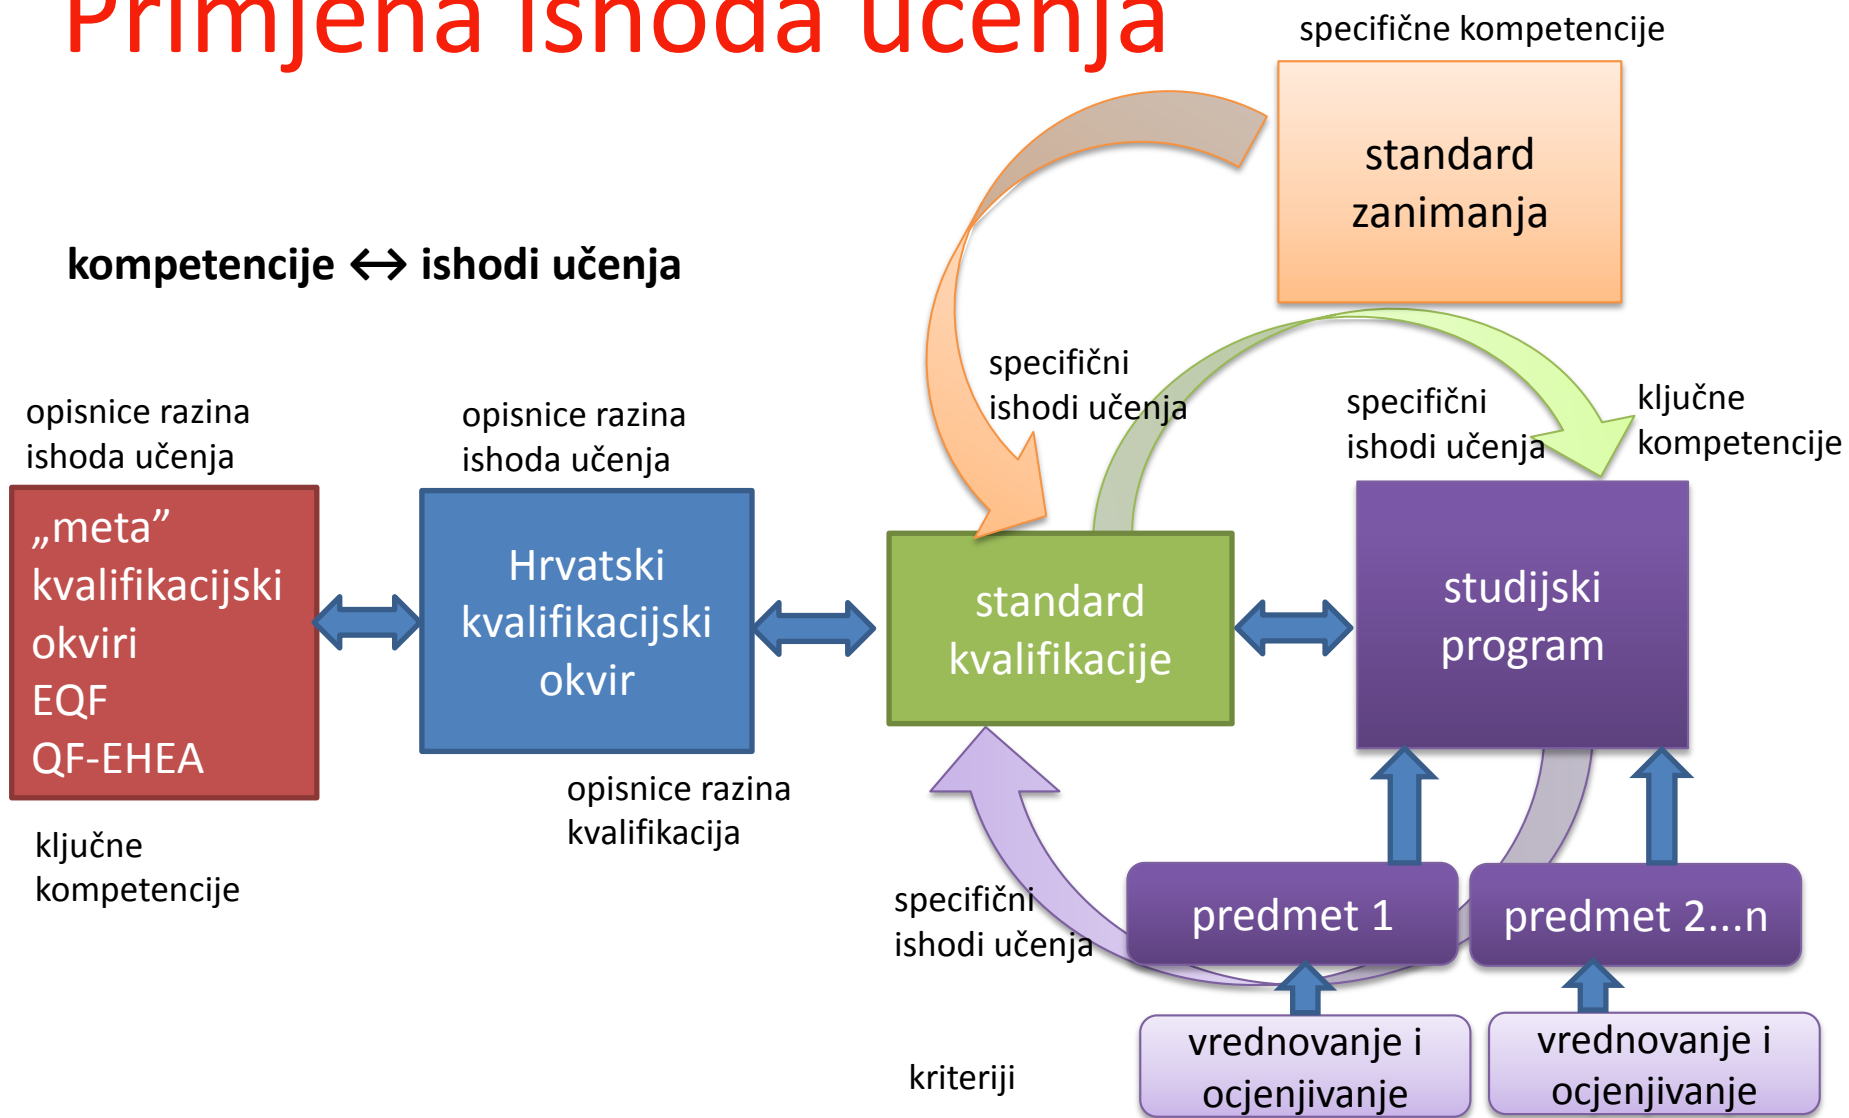 Primjena ishoda učenja
specifične kompetencije
standard
zanimanja
kompetencije ↔ ishodi učenja
specifični
ishodi učenja
specifični
ishodi učenja
ključne
kompetencije
opisnice razina
ishoda učenja
opisnice razina
ishoda učenja
„meta”
kvalifikacijski
okviri
EQF
QF-EHEA
Hrvatski
kvalifikacijski
okvir
standard
kvalifikacije
studijski
program
opisnice razina
kvalifikacija
ključne
kompetencije
specifični
ishodi učenja
predmet 1
predmet 2...n
kriteriji
vrednovanje i
ocjenjivanje
vrednovanje i
ocjenjivanje